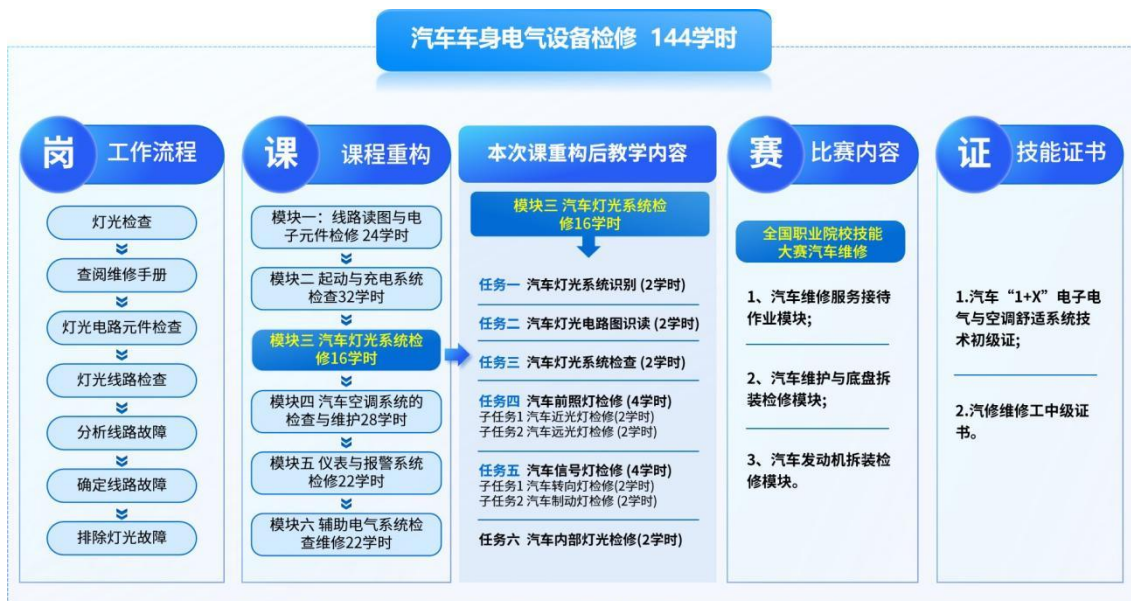 汽车车身电气设备检修 144学时
岗 工作流程
灯光检查
查阅维修手册
灯光电路元件检查
灯光线路检查
分析线路故障
确定线路故障
排除灯光故障
课 课程重构
模块一：线路读图与电
子元件检修 24学时
模块二 起动与充电系统
检查32学时
模块三 汽车灯光系统检
修16学时
模块四 汽车空调系统的
检查与维护28学时
模块五 仪表与报警系统
检修22学时
模块六 辅助电气系统检
查维修22学时
本次课重构后教学内容
模块三 汽车灯光系统检
修16学时
任务一 汽车灯光系统识别 (2学时)
任务二 汽车灯光电路图识读 (2学时)
任务三 汽车灯光系统检查 (2学时)
任务四 汽车前照灯检修 (4学时)
子任务1 汽车近光灯检修(2学时)
子任务2 汽车远光灯检修 (2学时)
任务五 汽车信号灯检修 (4学时)
子任务1 汽车转向灯检修(2学时)
子任务2 汽车制动灯检修 (2学时)
任务六 汽车内部灯光检修(2学时)
赛 比赛内容
全国职业院校技能
大赛汽车维修
1、汽车维修服务接待
作业模块;
2、汽车维护与底盘拆
装检修模块;
3、汽车发动机拆装检
修模块。
证 技能证书
1.汽车“1+X”电子电
气与空调舒适系统技
术初级证;
2.汽修维修工中级证
书。